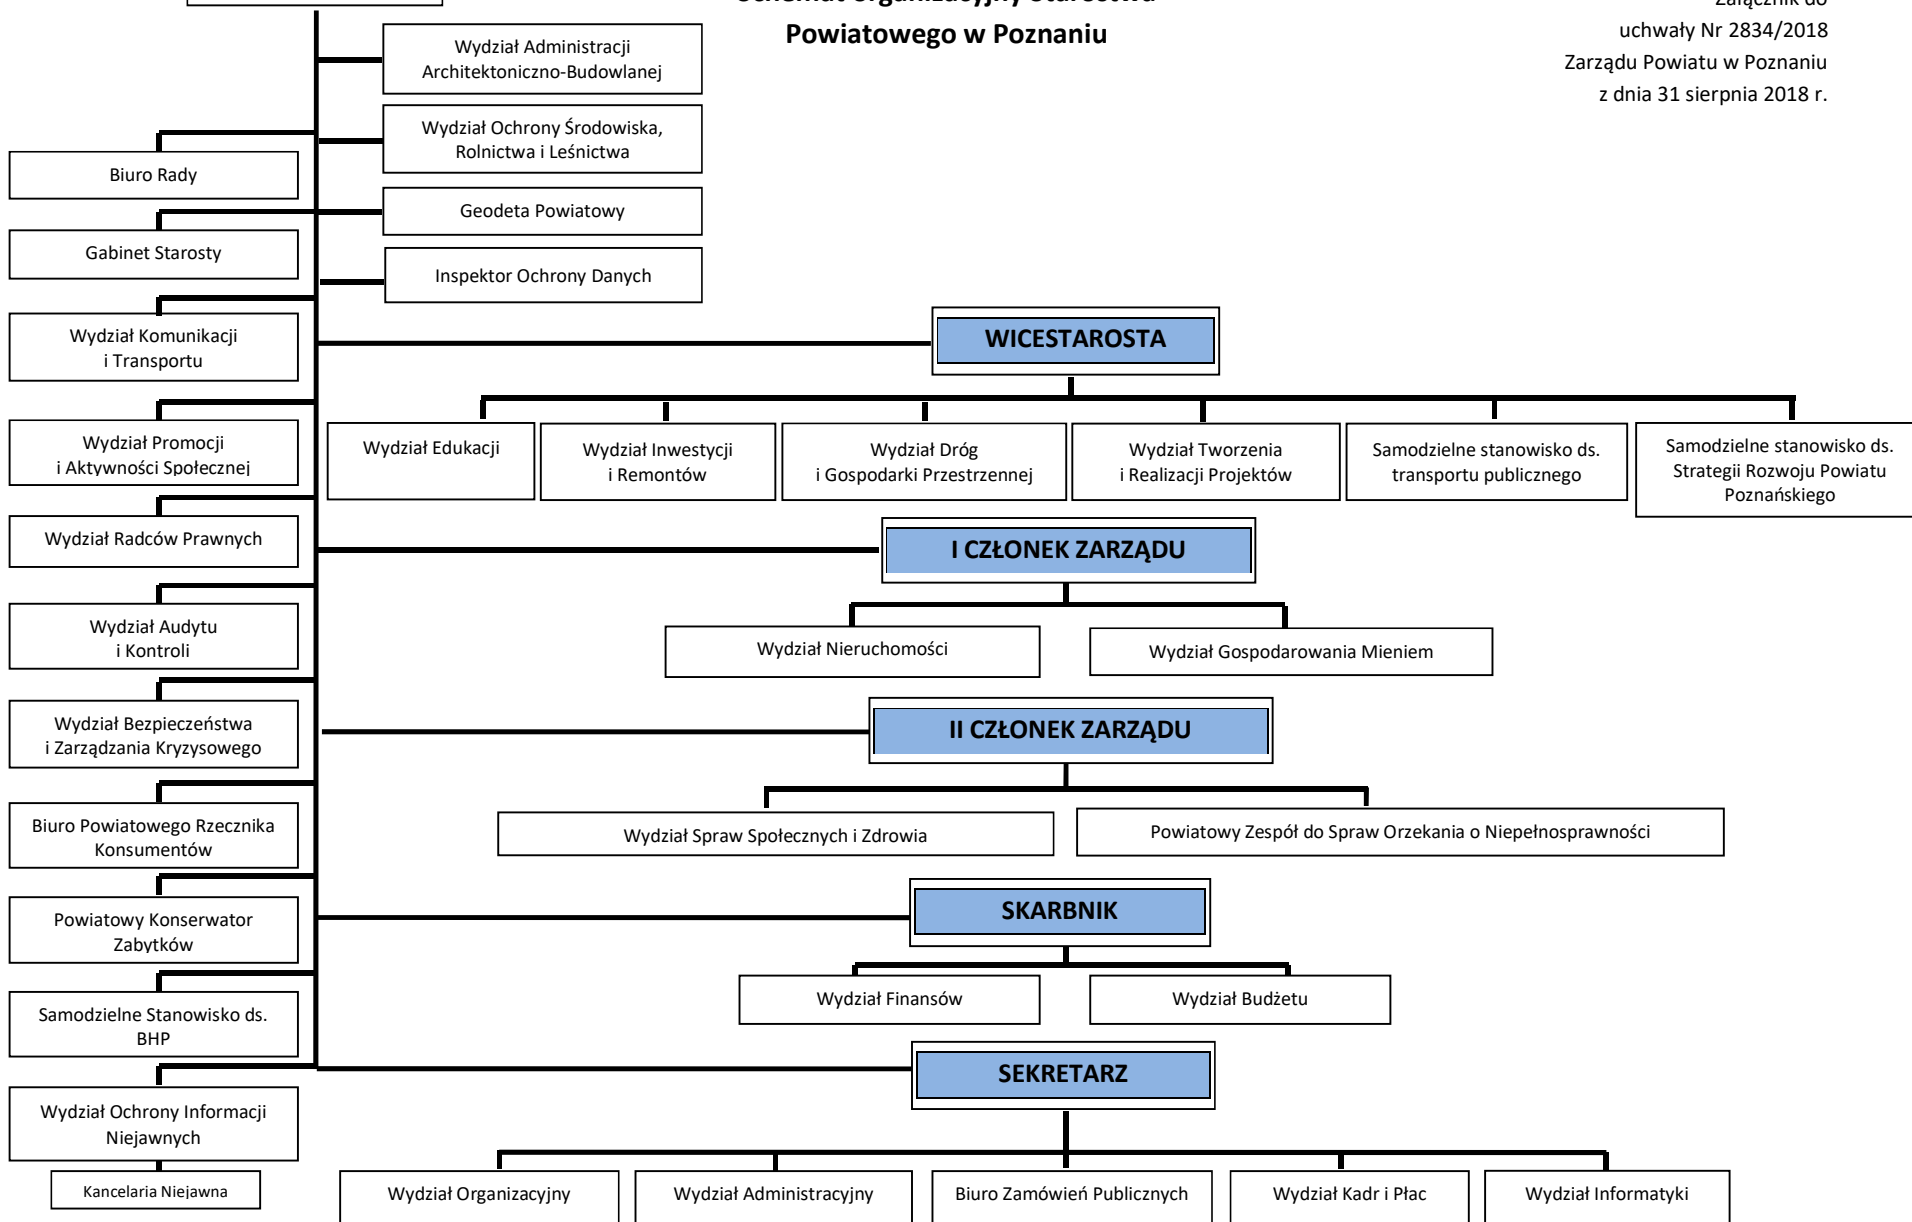 Schemat Organizacyjny Starostwa
Powiatowego w Poznaniu
Załącznik do
uchwały Nr 2834/2018
Zarządu Powiatu w Poznaniu
z dnia 31 sierpnia 2018 r.
Wydział Administracji
Architektoniczno-Budowlanej
Wydział Ochrony Środowiska,
Rolnictwa i Leśnictwa
Geodeta Powiatowy
Inspektor Ochrony Danych
Biuro Rady
Gabinet Starosty
Wydział Komunikacji
i Transportu
Wydział Promocji
i Aktywności Społecznej
Wydział Radców Prawnych
Wydział Audytu
i Kontroli
Wydział Bezpieczeństwa
i Zarządzania Kryzysowego
Biuro Powiatowego Rzecznika
Konsumentów
Powiatowy Konserwator
Zabytków
Samodzielne Stanowisko ds.
BHP
Wydział Ochrony Informacji
Niejawnych
Kancelaria Niejawna
WICESTAROSTA
Wydział Edukacji
Wydział Inwestycji
i Remontów
Wydział Dróg
i Gospodarki Przestrzennej
Wydział Tworzenia
i Realizacji Projektów
Samodzielne stanowisko ds.
transportu publicznego
Samodzielne stanowisko ds.
Strategii Rozwoju Powiatu
Poznańskiego
I CZŁONEK ZARZĄDU
Wydział Nieruchomości
Wydział Gospodarowania Mieniem
II CZŁONEK ZARZĄDU
Wydział Spraw Społecznych i Zdrowia
Powiatowy Zespół do Spraw Orzekania o Niepełnosprawności
SKARBNIK
Wydział Finansów
Wydział Budżetu
SEKRETARZ
Wydział Organizacyjny
Wydział Administracyjny
Biuro Zamówień Publicznych
Wydział Kadr i Płac
Wydział Informatyki